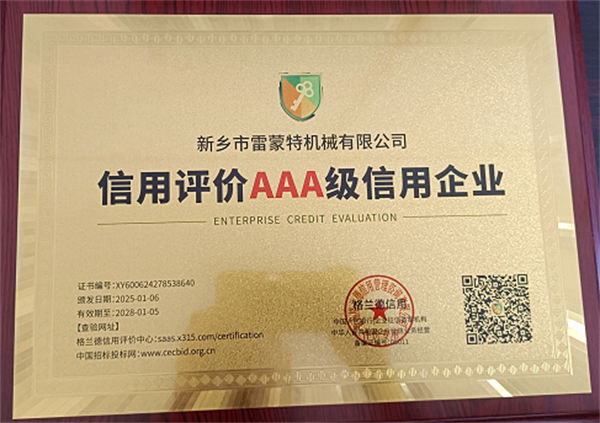 新乡市雷蒙特机械有限公司
信用评价AAA级信用企业
ENTERPRISE CREDIT EVALUATION
证书编号:XY600624278538640
颁发日期:2025-01-06
有效期至:2028-01-05
【查验网址】
格兰德信用评价中心:saas.x315.com/certification
中国招标投标网:www.cecbid.org.cn
格兰德信用